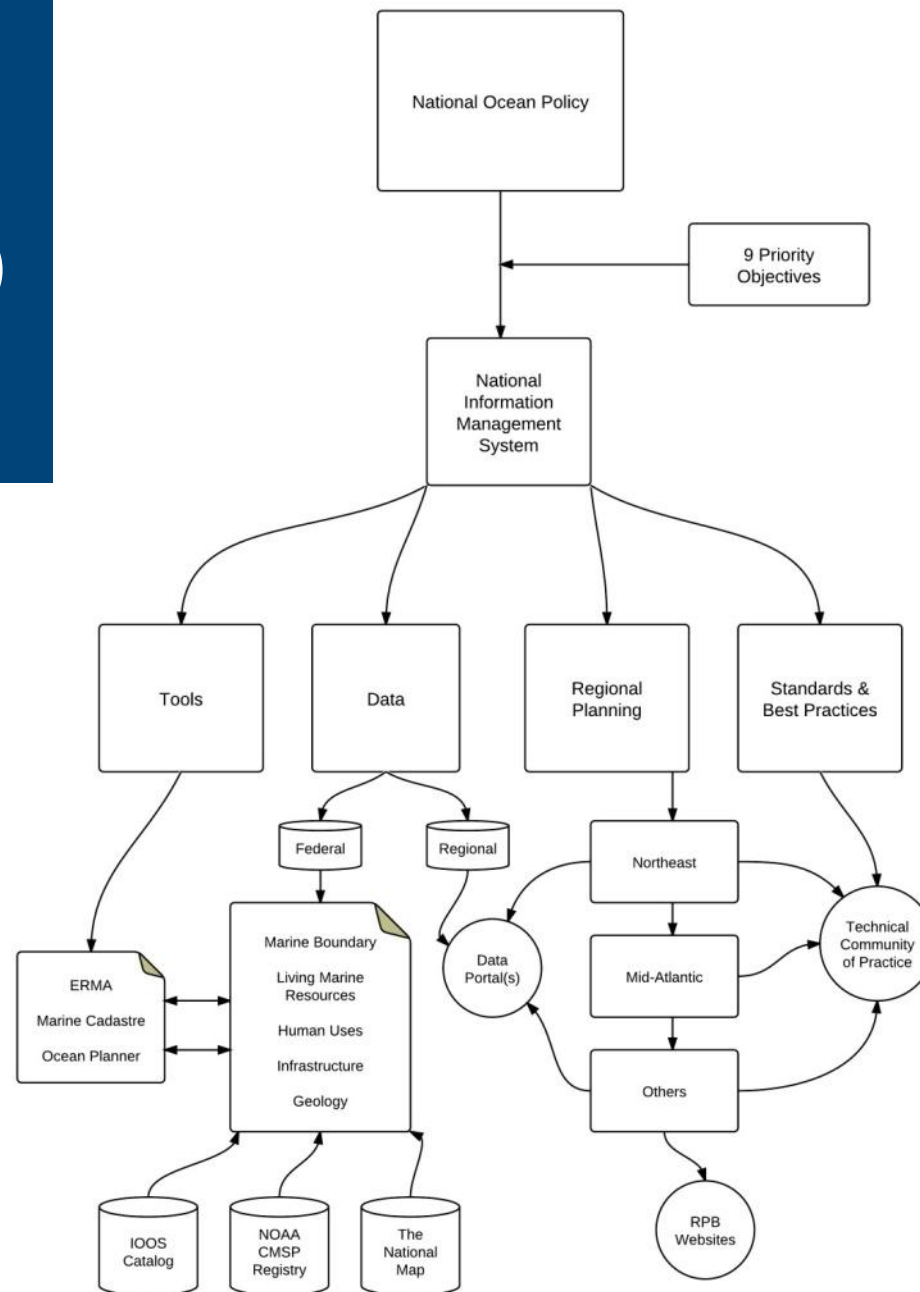 National Ocean Policy
9 Priority
Objectives
National
Information
Management
System
Tools
Data
Regional
Planning
Standards &
Best Practices
Federal
Regional
Northeast
Mid-Atlantic
Others
Data
Portal(s)
Technical
Community
of Practice
ERMA
Marine Cadastre
Ocean Planner
Marine Boundary
Living Marine
Resources
Human Uses
Infrastructure
Geology
IOOS
Catalog
NOAA
CMSP
Registry
The
National
Map
RPB
Websites